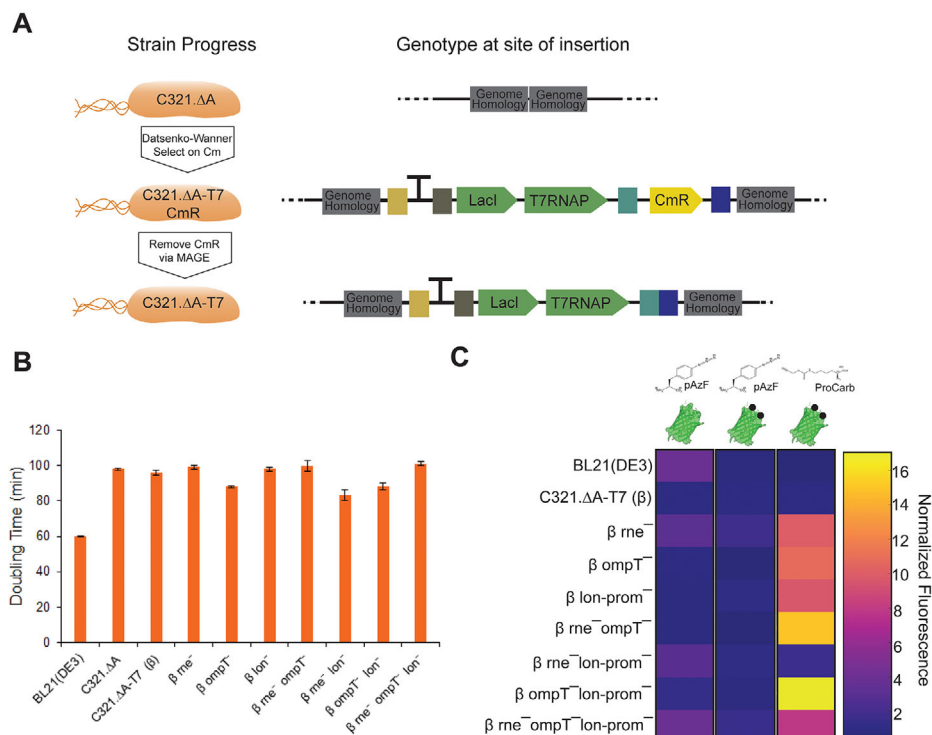 A
Strain Progress
Genotype at site of insertion
C321.ΔA
Genome Homology
Genome Homology
Datsenko-Wanner
Select on Cm
C321.ΔA-T7
CmR
Genome Homology
LacI
T7RNAP
CmR
Genome Homology
Remove CmR
via MAGE
C321.ΔA-T7
Genome Homology
LacI
T7RNAP
Genome Homology
B
Doubling Time (min)
120
100
80
60
40
20
0
BL21(DE3)
C321.ΔA
C321.ΔA-T7 (β)
β rne⁻
β ompT⁻
β lon⁻
β rne⁻ ompT⁻
β rne⁻ lon⁻
β ompT⁻ lon⁻
β rne⁻ ompT⁻ lon⁻
C
pAzF
pAzF
ProCarb
BL21(DE3)
C321.ΔA-T7 (β)
β rne⁻
β ompT⁻
β lon-prom⁻
β rne⁻ompT⁻
β rne⁻lon-prom⁻
β ompT⁻lon-prom⁻
β rne⁻ompT⁻lon-prom⁻
16
14
12
10
8
6
4
2
Normalized Fluorescence